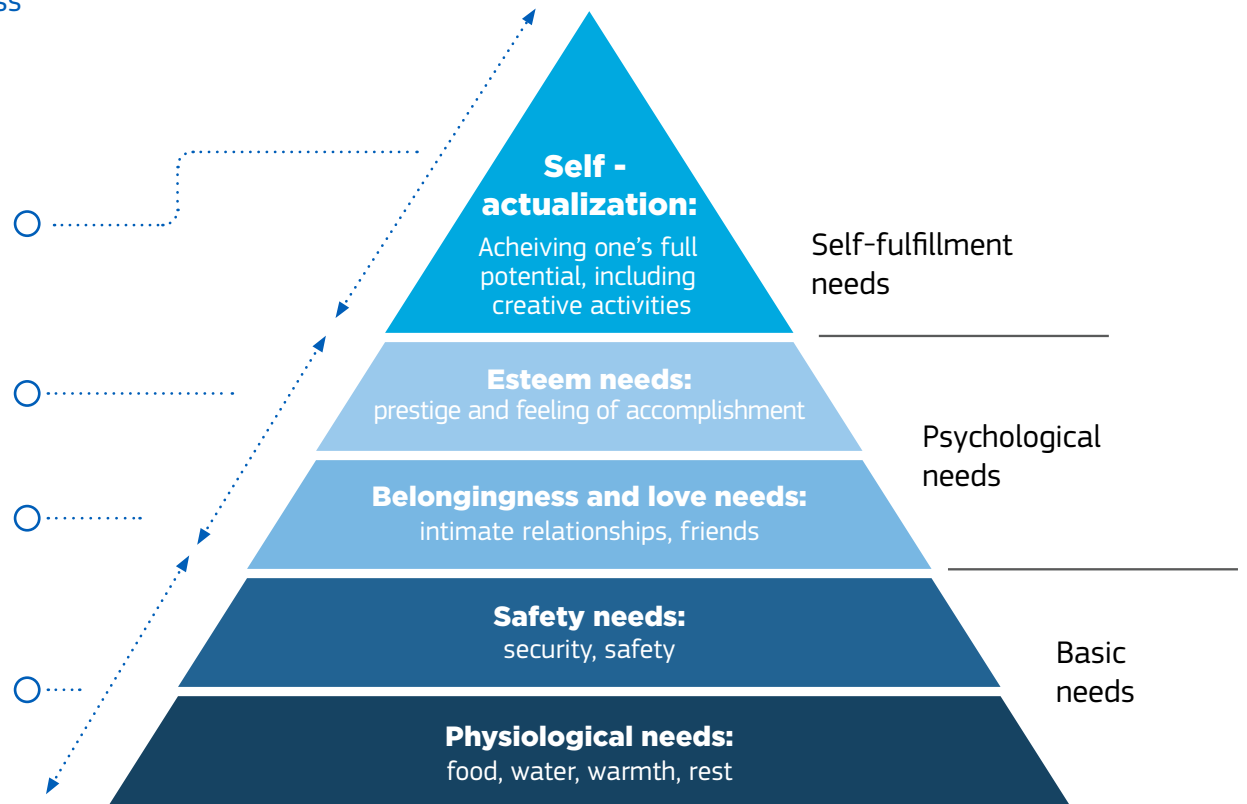 Self -
actualization:
Acheiving one's full
potential, including
creative activities
Self-fulfillment
needs
Esteem needs:
prestige and feeling of accomplishment
Psychological
needs
Belongingness and love needs:
intimate relationships, friends
Safety needs:
security, safety
Basic
needs
Physiological needs:
food, water, warmth, rest